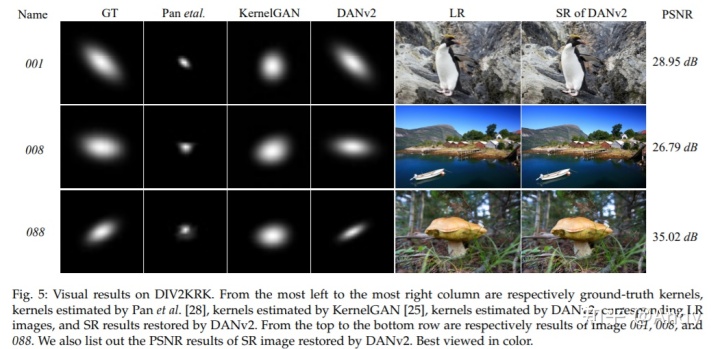 Name GT Pan etal. KernelGAN DANv2 LR SR of DANv2 PSNR
001 28.95 dB
008 26.79 dB
088 35.02 dB
Fig. 5: Visual results on DIV2KRK. From the most left to the most right column are respectively ground-truth kernels,
kernels estimated by Pan et al. [28], kernels estimated by KernelGAN [25], kernels estimated by DANv2, corresponding LR
images, and SR results restored by DANv2. From the top to the bottom row are respectively results of image 001, 008, and
088. We also list out the PSNR results of SR image restored by DANv2. Best viewed in color.